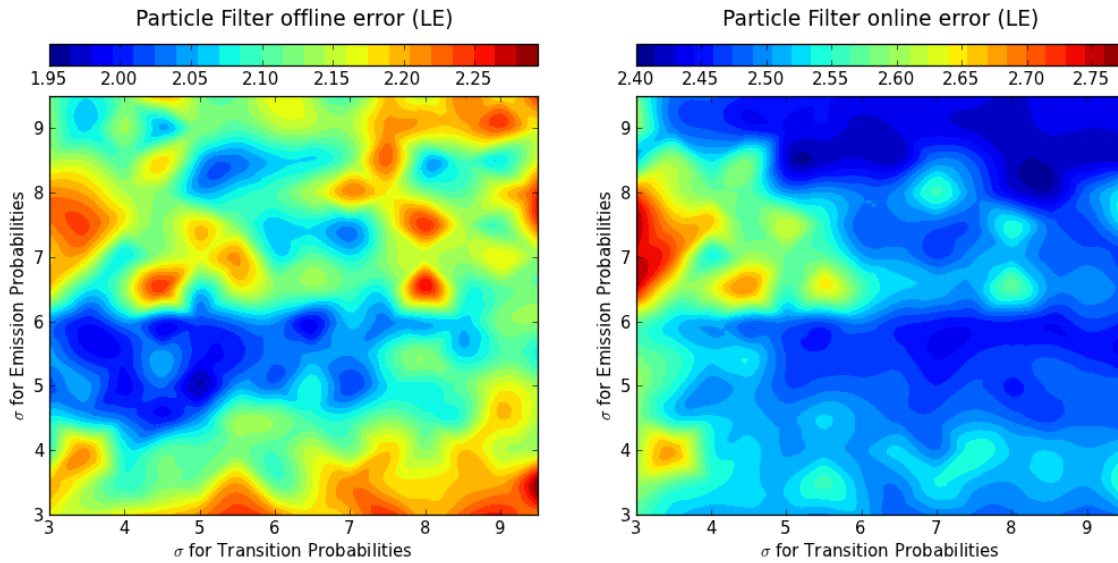 Particle Filter offline error (LE)
1.95 2.00 2.05 2.10 2.15 2.20 2.25
9
8
7
6
5
4
3
σ for Emission Probabilities
3 4 5 6 7 8 9
σ for Transition Probabilities
Particle Filter online error (LE)
2.40 2.45 2.50 2.55 2.60 2.65 2.70 2.75
9
8
7
6
5
4
3
σ for Emission Probabilities
3 4 5 6 7 8 9
σ for Transition Probabilities